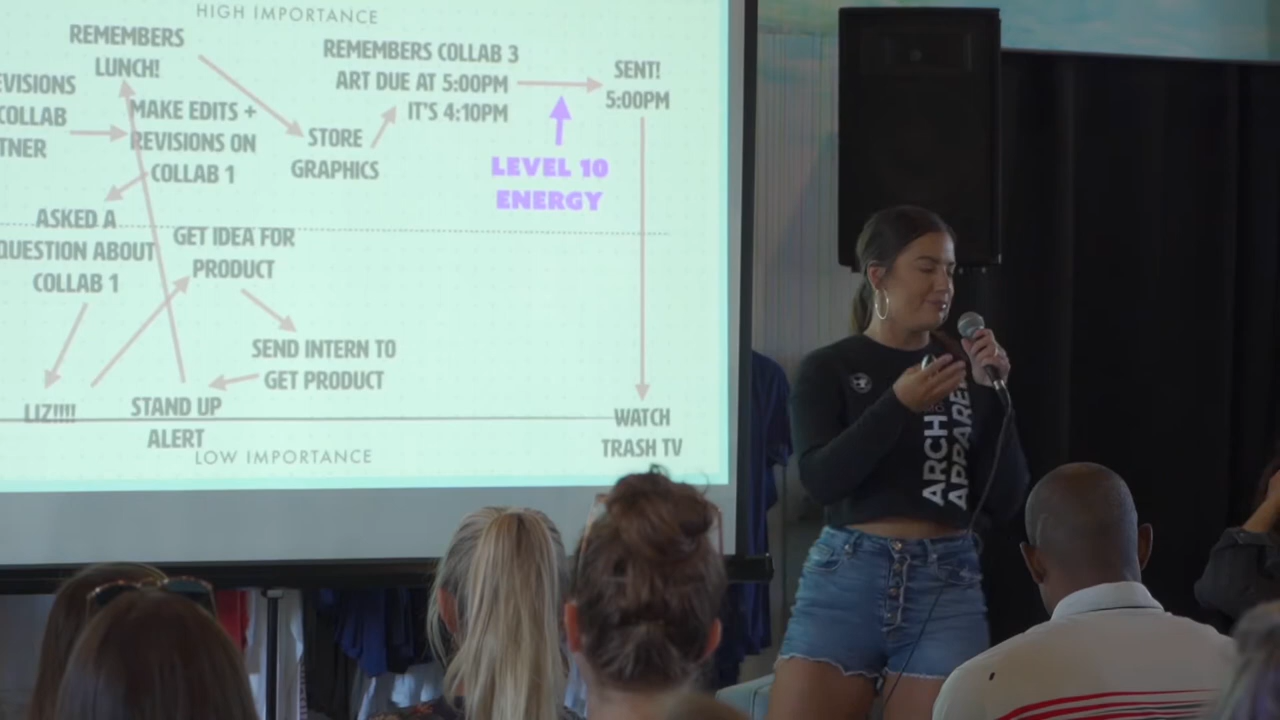 HIGH IMPORTANCE
REMEMBERS
LUNCH!
REMEMBERS COLLAB 3
ART DUE AT 5:00PM
IT'S 4:10PM
SENT!
5:00PM
COLLAB
MAKE EDITS +
REVISIONS ON
COLLAB 1
STORE
GRAPHICS
LEVEL 10
ENERGY
ASKED A
QUESTION ABOUT
COLLAB 1
GET IDEA FOR
PRODUCT
SEND INTERN TO
GET PRODUCT
LIZ!!!!
STAND UP
ALERT
WATCH
TRASH TV
LOW IMPORTANCE
ARCH
APPAREL